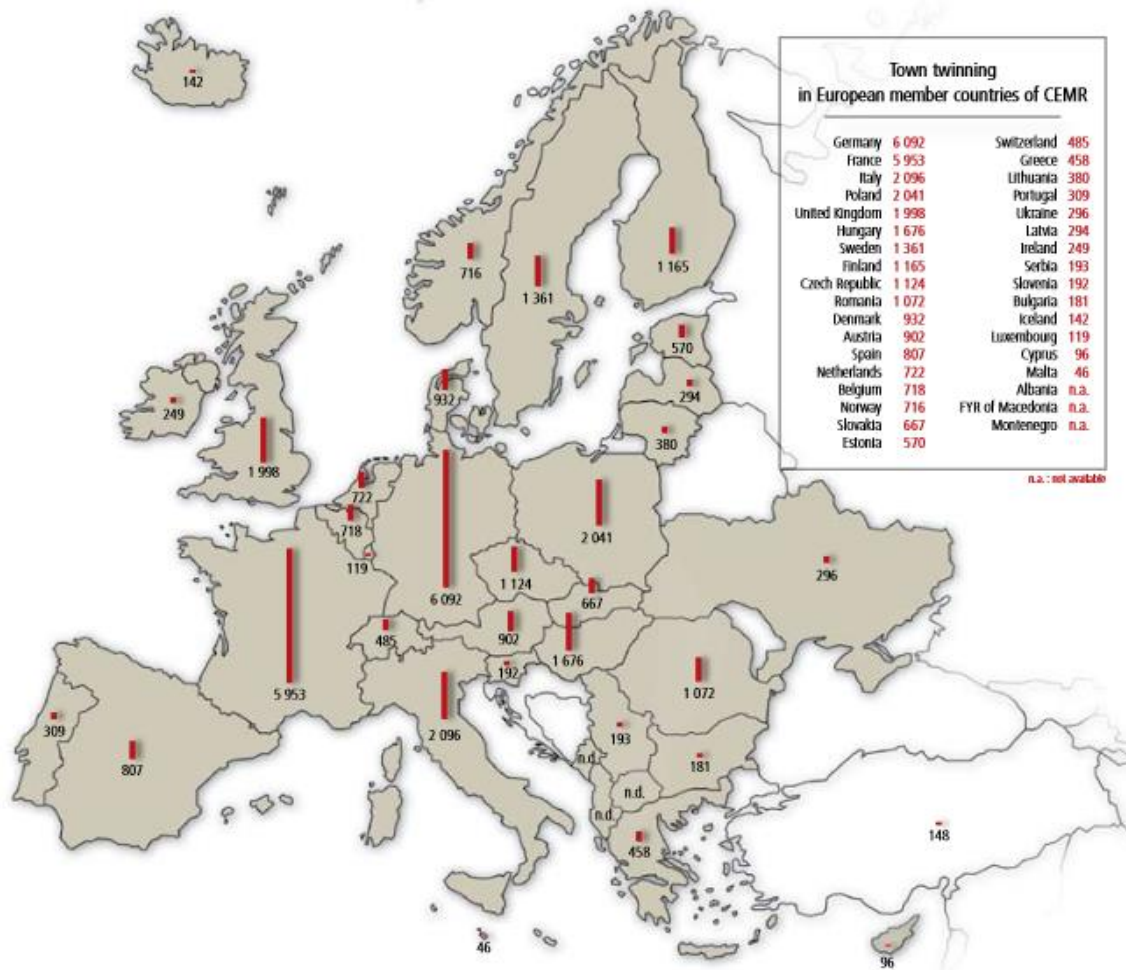 Town twinning
in European member countries of CEMR
Germany 6 092
France 5 953
Italy 2 096
Poland 2 041
United Kingdom 1 998
Hungary 1 676
Sweden 1 361
Finland 1 165
Czech Republic 1 124
Romania 1 072
Denmark 932
Austria 902
Spain 807
Netherlands 722
Belgium 718
Norway 716
Slovakia 667
Estonia 570
Switzerland 485
Greece 458
Lithuania 380
Portugal 309
Ukraine 296
Latvia 294
Ireland 249
Serbia 193
Slovenia 192
Bulgaria 181
Iceland 142
Luxembourg 119
Cyprus 96
Malta 46
Albania n.a.
FYR of Macedonia n.a.
Montenegro n.a.
n.a. : not available
142
716
1 361
1 165
570
294
380
932
249
1 998
722
718
119
6 092
2 041
1 124
667
296
5 953
485
902
1 676
192
1 072
2 096
309
807
193
181
n.d.
n.d.
n.d.
458
148
46
96